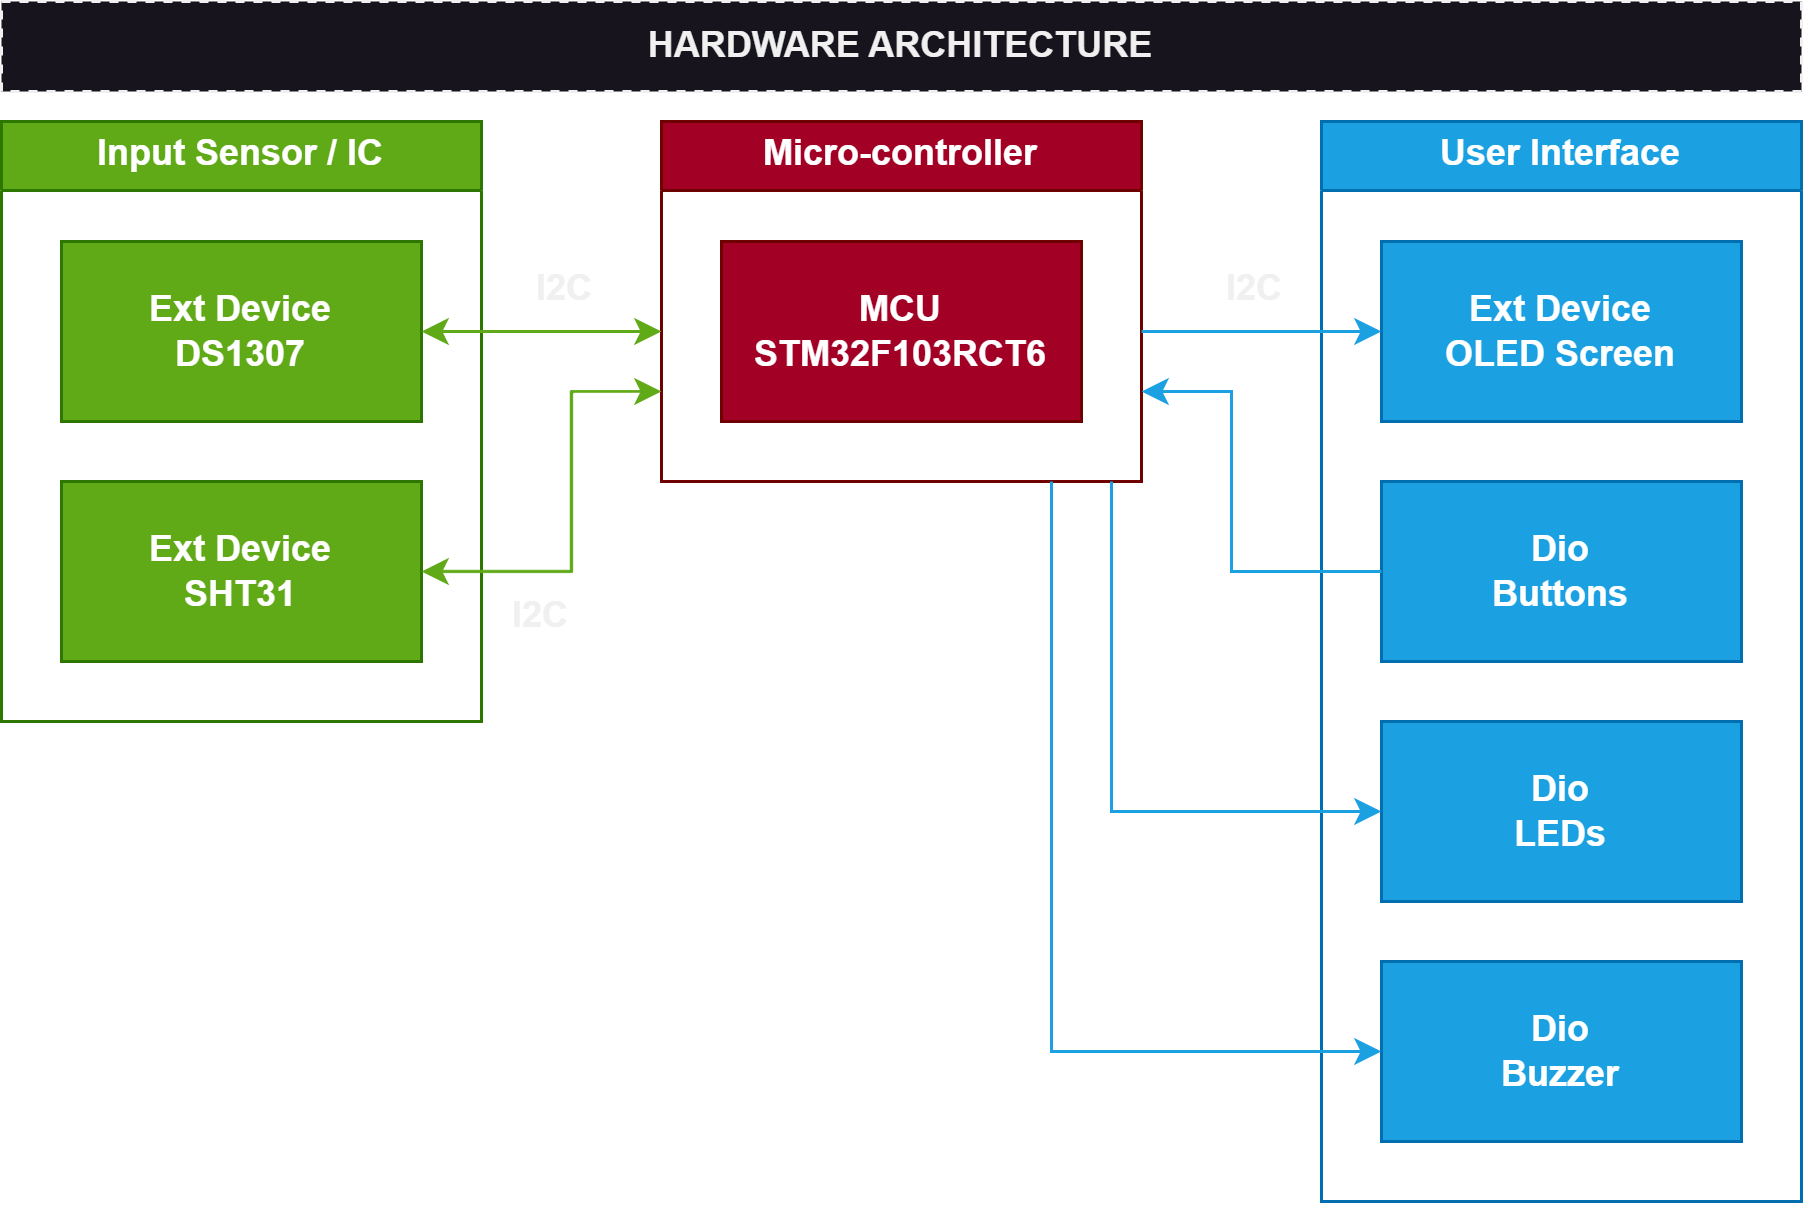 HARDWARE ARCHITECTURE
Input Sensor / IC
Ext Device
DS1307
Ext Device
SHT31
I2C
I2C
Micro-controller
MCU
STM32F103RCT6
I2C
User Interface
Ext Device
OLED Screen
Dio
Buttons
Dio
LEDs
Dio
Buzzer